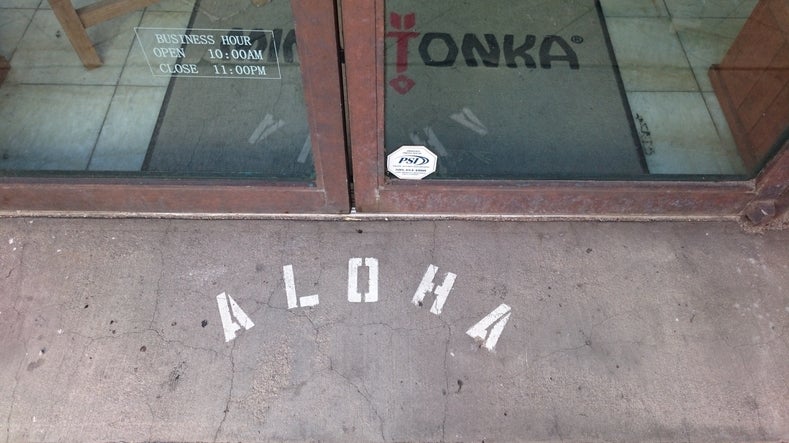 BUSINESS HOUR
OPEN 10:00AM
CLOSE 11:00PM
TONKA®
PSI
ALOHA